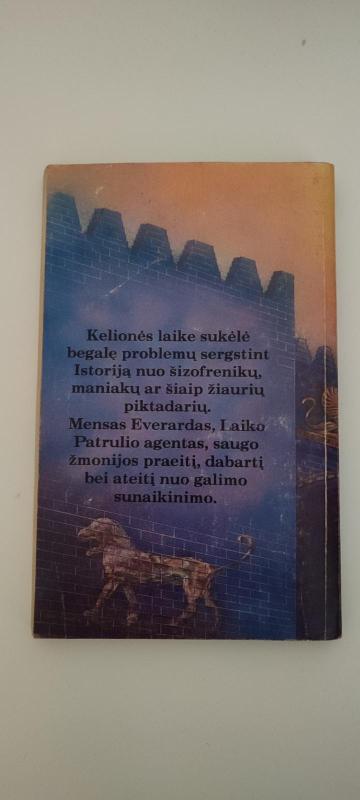 Kelionės laike sukėlė
begalę problemų sergstint
Istoriją nuo šizofrenikų,
maniakų ar šiaip žiaurių
piktadarių.
Mensas Everardas, Laiko
Patrulio agentas, saugo
žmonijos praeitį, dabartį
bei ateitį nuo galimo
sunaikinimo.